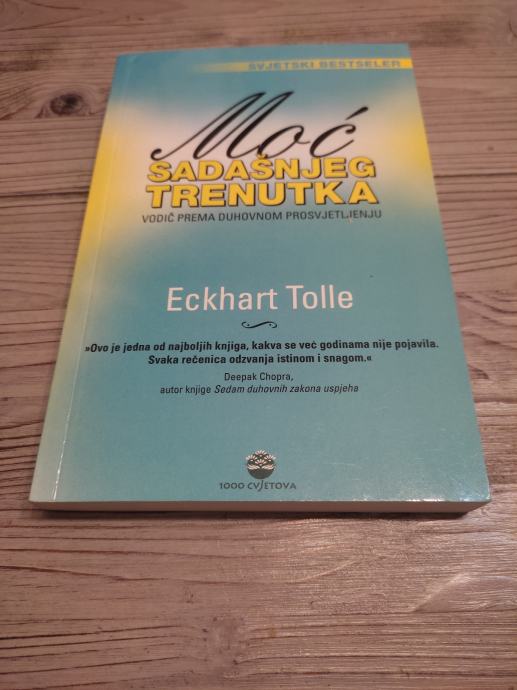 SVJETSKI BESTSELER
Moć
SADAŠNJEG
TRENUTKA
VODIČ PREMA DUHOVNOM PROSVJETLJENJU
Eckhart Tolle
»Ovo je jedna od najboljih knjiga, kakva se već godinama nije pojavila.
Svaka rečenica odzvanja istinom i snagom.«
Deepak Chopra,
autor knjige Sedam duhovnih zakona uspjeha
1000 CVJETOVA